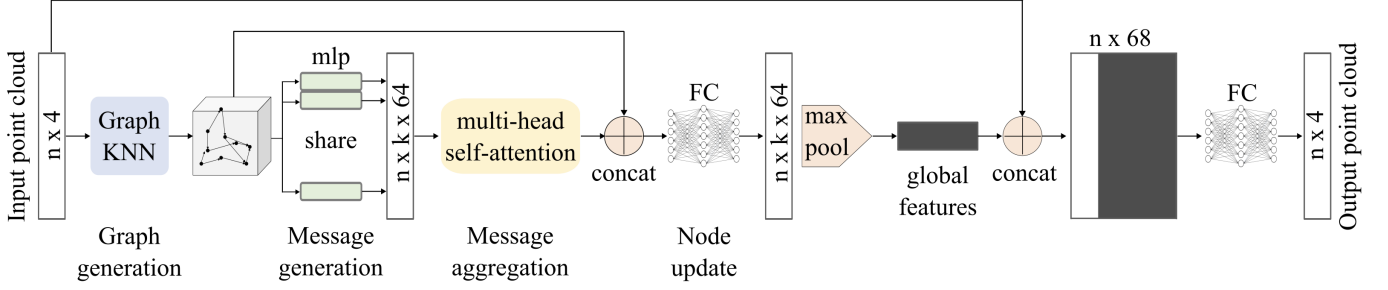 Input point cloud
n x 4
Graph
KNN
Graph
generation
mlp
share
Message
generation
n x k x 64
multi-head
self-attention
Message
aggregation
concat
FC
Node
update
n x k x 64
max
pool
global
features
concat
n x 68
FC
n x 4
Output point cloud